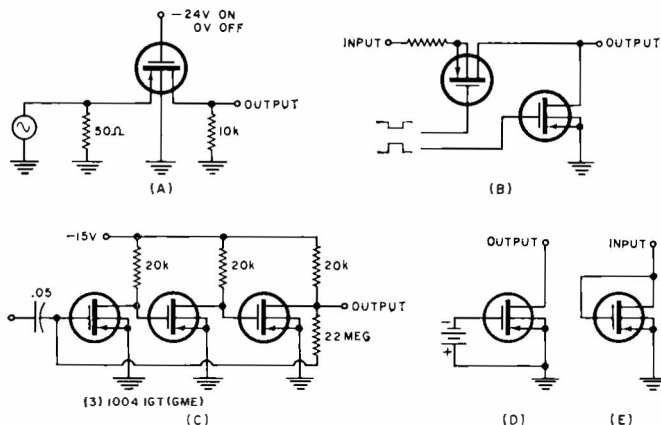 -24V ON
0V OFF
OUTPUT
50Ω
10k
(A)
INPUT
OUTPUT
(B)
-15V
20k
20k
20k
.05
OUTPUT
22 MEG
(3) 1004 IGT (GME)
(C)
OUTPUT
-
+
(D)
INPUT
(E)